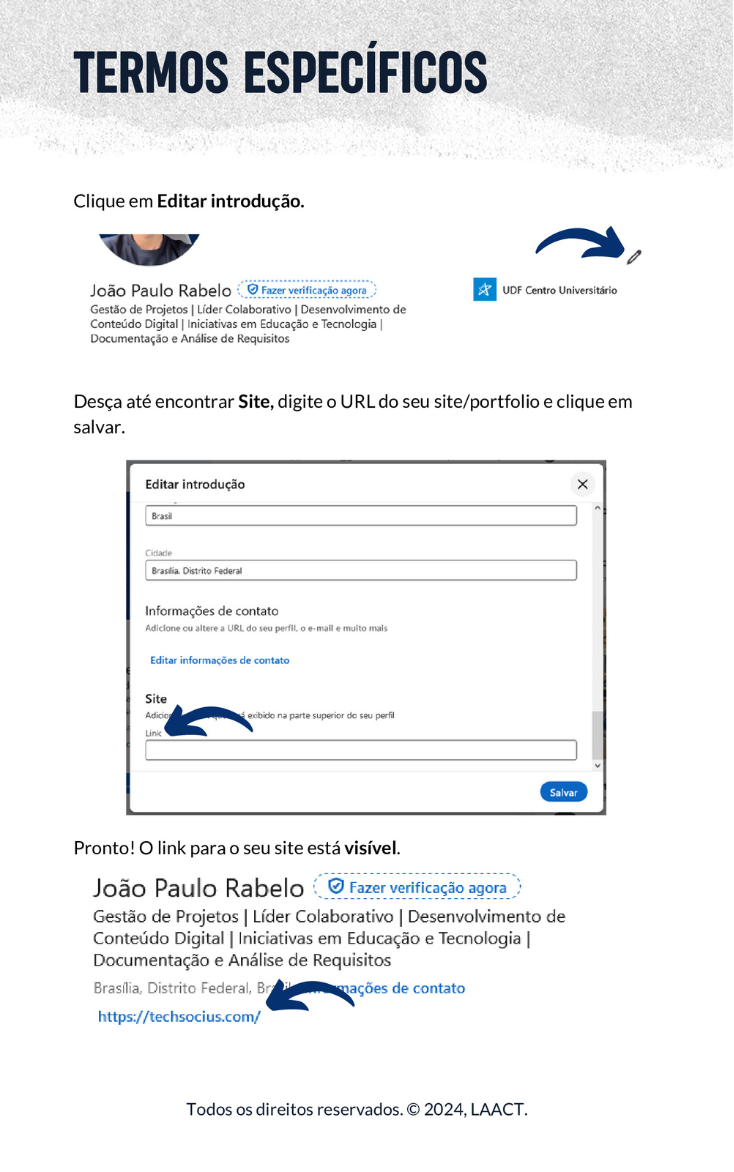 TERMOS ESPECÍFICOS
Clique em Editar introdução.
João Paulo Rabelo Fazer verificação agora
UDF Centro Universitário
Gestão de Projetos | Líder Colaborativo | Desenvolvimento de
Conteúdo Digital | Iniciativas em Educação e Tecnologia |
Documentação e Análise de Requisitos
Desça até encontrar Site, digite o URL do seu site/portfolio e clique em
salvar.
Editar introdução
Brasil
Cidade
Brasília, Distrito Federal
Informações de contato
Adicione ou altere a URL do seu perfil, o e-mail e muito mais
Editar informações de contato
Site
exibido na parte superior do seu perfil
Link
Salvar
Pronto! O link para o seu site está visível.
João Paulo Rabelo Fazer verificação agora
Gestão de Projetos | Líder Colaborativo | Desenvolvimento de
Conteúdo Digital | Iniciativas em Educação e Tecnologia |
Documentação e Análise de Requisitos
Brasília, Distrito Federal, de contato
https://techsocius.com/
Todos os direitos reservados. © 2024, LAACT.